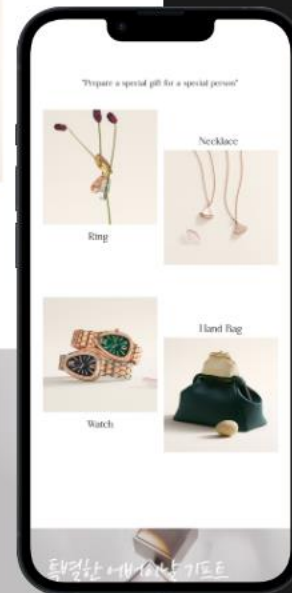 "Prepare a special gift for a special person"
Necklace
Ring
Hand Bag
Watch
특별한 어버이날 기프트